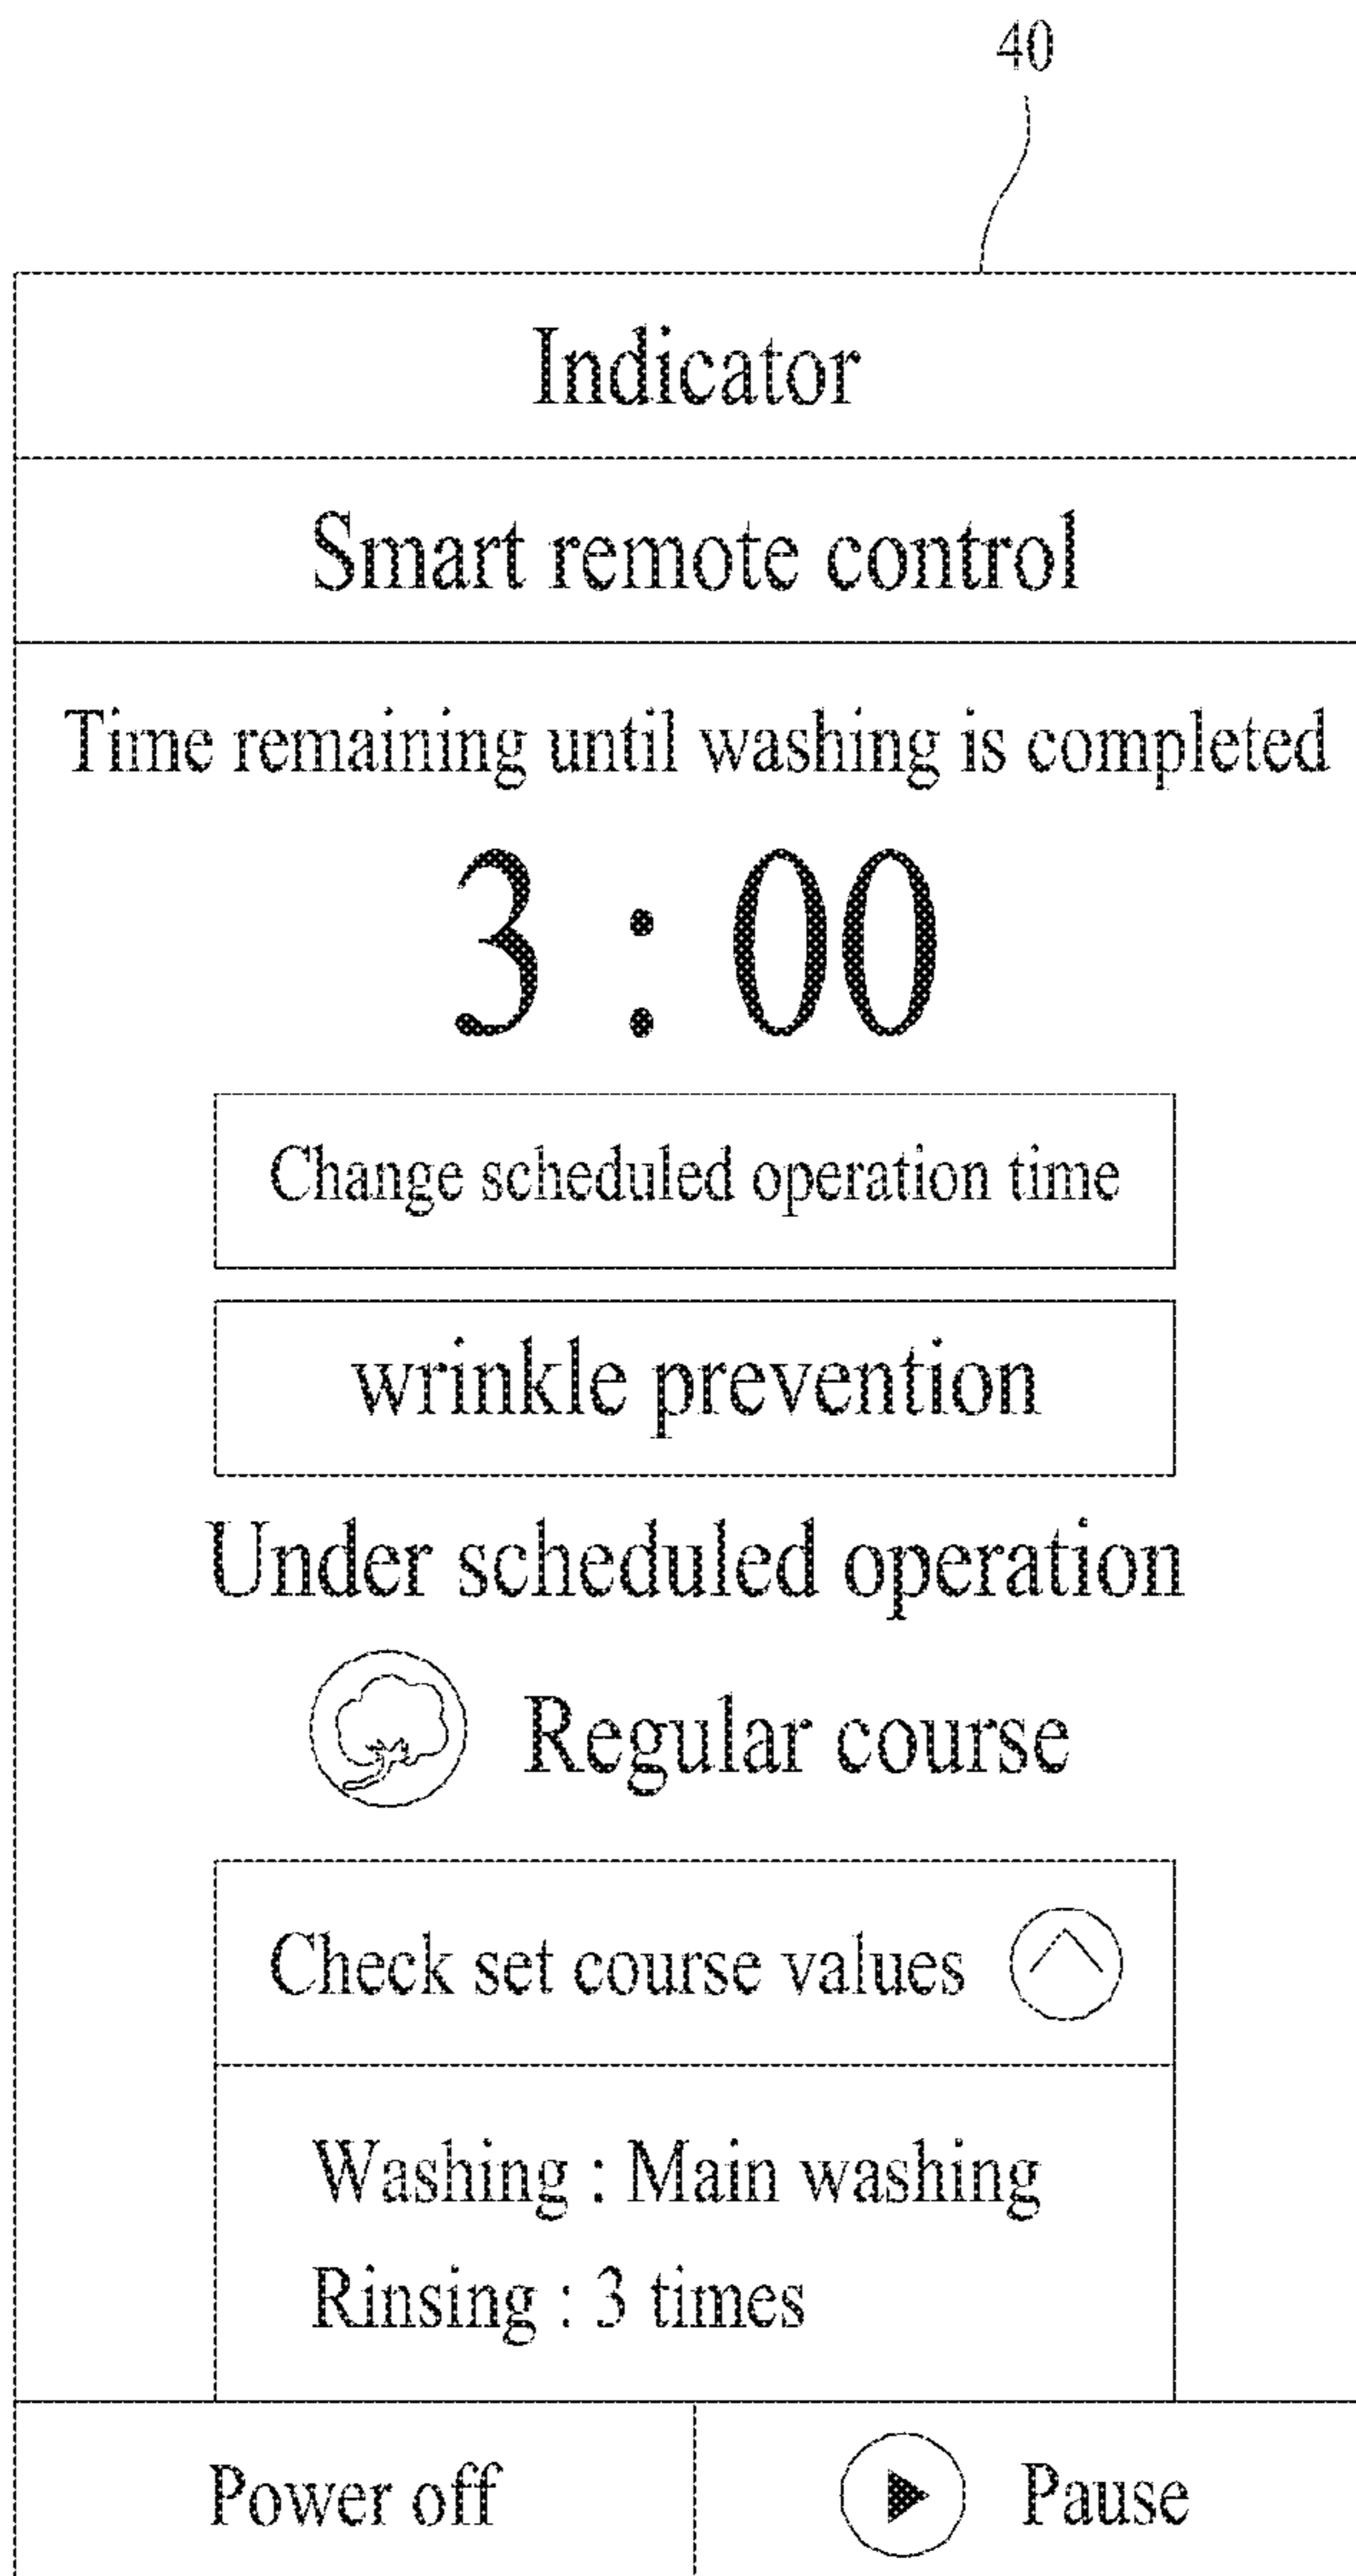 40
Indicator
Smart remote control
Time remaining until washing is completed
3 : 00
Change scheduled operation time
wrinkle prevention
Under scheduled operation
Regular course
Check set course values
Washing : Main washing
Rinsing : 3 times
Power off
Pause